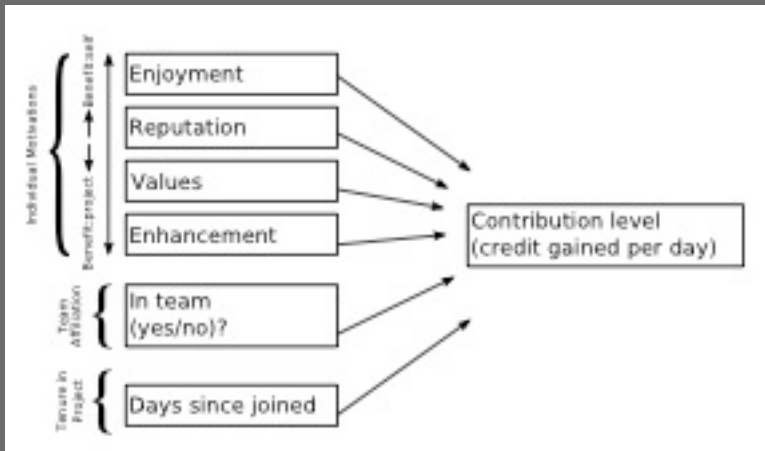 Individual Motivations
Benefit:project
Benefit:self
Enjoyment
Reputation
Values
Enhancement
Team
Affiliation
In team
(yes/no)?
Tenure in
Project
Days since joined
Contribution level
(credit gained per day)